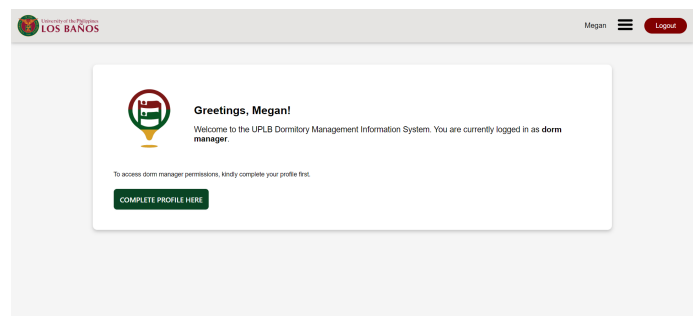 University of the Philippines
LOS BAÑOS
Megan
Logout
Greetings, Megan!
Welcome to the UPLB Dormitory Management Information System. You are currently logged in as dorm
manager.
To access dorm manager permissions, kindly complete your profile first.
COMPLETE PROFILE HERE